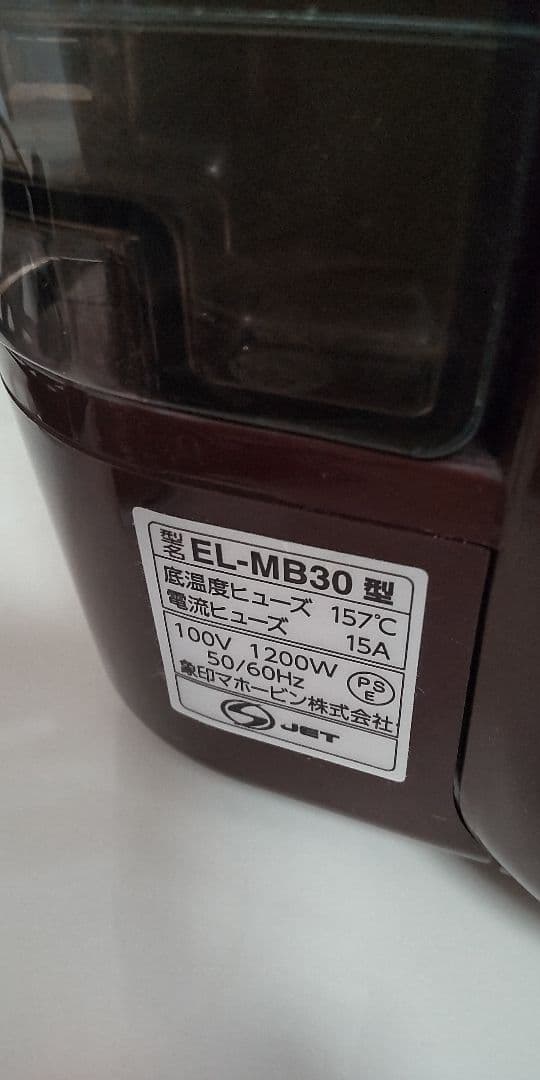 型名 EL-MB30 型
底温度ヒューズ 157℃
電流ヒューズ 15A
100V 1200W
50/60Hz
PSE
象印マホービン株式会社
JET